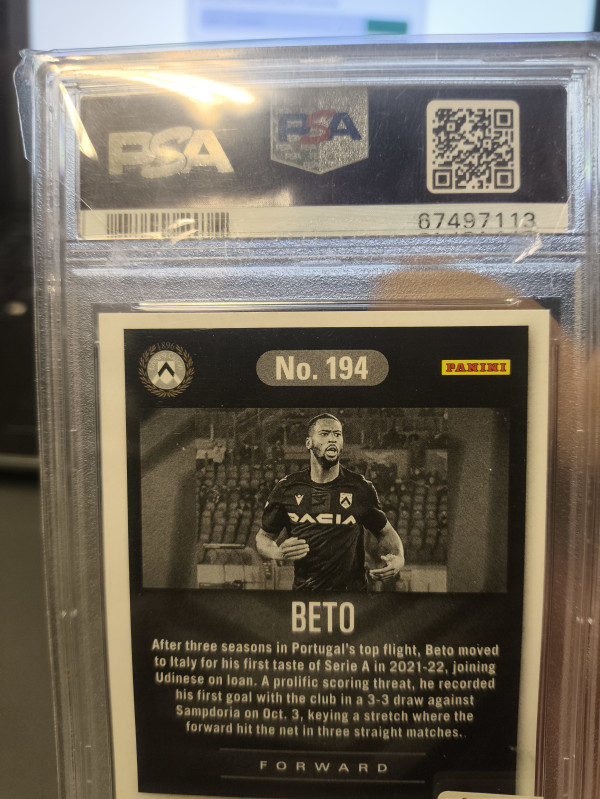 PSA
PSA
67497113
1896
No. 194
PANINI
DACIA
BETO
After three seasons in Portugal's top flight, Beto moved
to Italy for his first taste of Serie A in 2021-22, joining
Udinese on loan. A prolific scoring threat, he recorded
his first goal with the club in a 3-3 draw against
Sampdoria on Oct. 3, keying a stretch where the
forward hit the net in three straight matches.
FORWARD